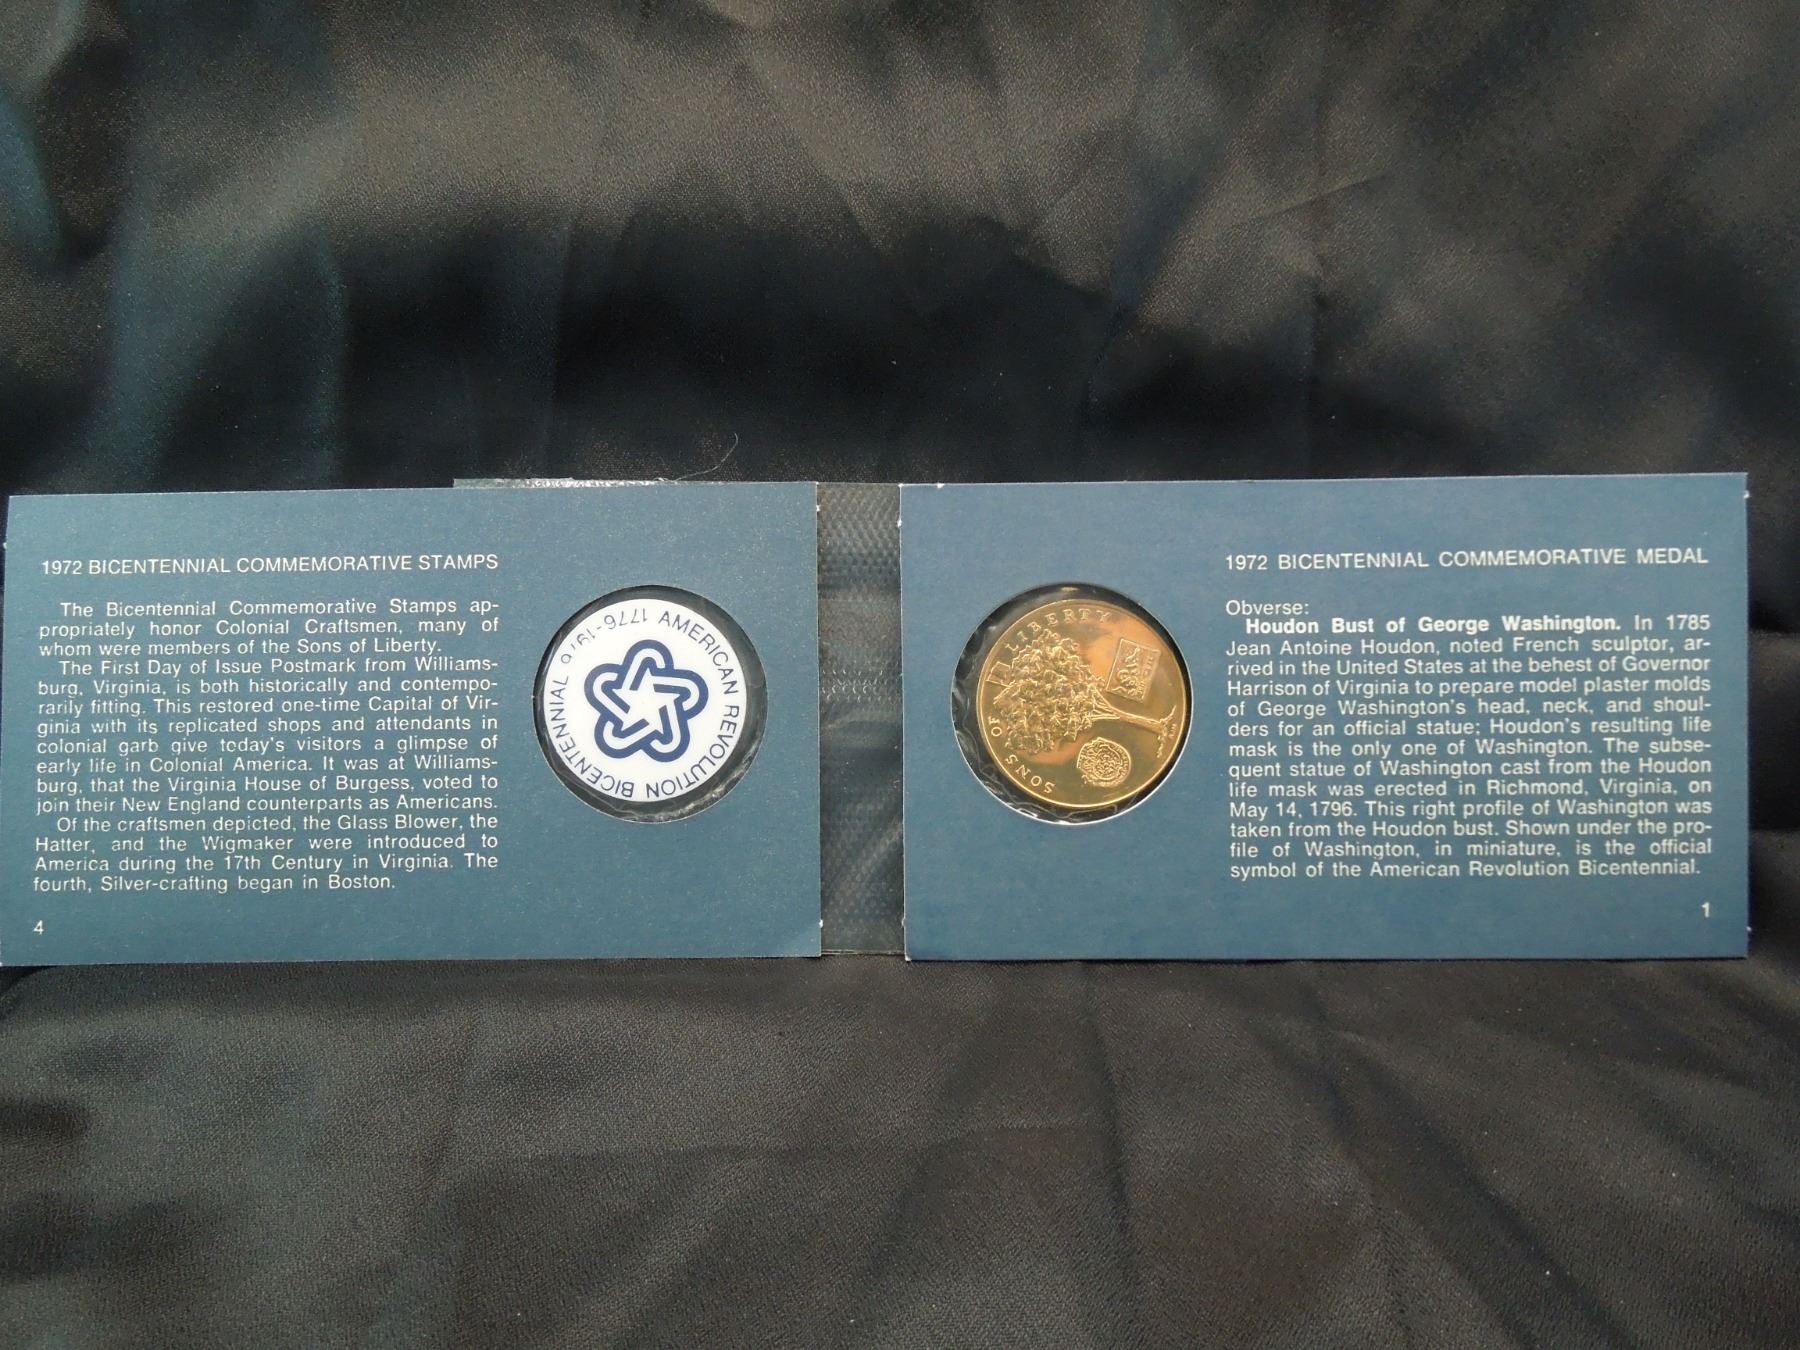 1972 BICENTENNIAL COMMEMORATIVE STAMPS
The Bicentennial Commemorative Stamps ap-
propriately honor Colonial Craftsmen, many of
whom were members of the Sons of Liberty.
The First Day of Issue Postmark from Williams-
burg, Virginia, is both historically and contempo-
rarily fitting. This restored one-time Capital of Vir-
ginia with its replicated shops and attendants in
colonial garb give today's visitors a glimpse of
early life in Colonial America. It was at Williams-
burg, that the Virginia House of Burgess, voted to
join their New England counterparts as Americans.
Of the craftsmen depicted, the Glass Blower, the
Hatter, and the Wigmaker were introduced to
America during the 17th Century in Virginia. The
fourth, Silver-crafting began in Boston.
4
AMERICAN REVOLUTION BICENTENNIAL 1776-1976
SONS OF LIBERTY
1972 BICENTENNIAL COMMEMORATIVE MEDAL
Obverse:
Houdon Bust of George Washington. In 1785
Jean Antoine Houdon, noted French sculptor, ar-
rived in the United States at the behest of Governor
Harrison of Virginia to prepare model plaster molds
of George Washington's head, neck, and shoul-
ders for an official statue; Houdon's resulting life
mask is the only one of Washington. The subse-
quent statue of Washington cast from the Houdon
life mask was erected in Richmond, Virginia, on
May 14, 1796. This right profile of Washington was
taken from the Houdon bust. Shown under the pro-
file of Washington, in miniature, is the official
symbol of the American Revolution Bicentennial.
1